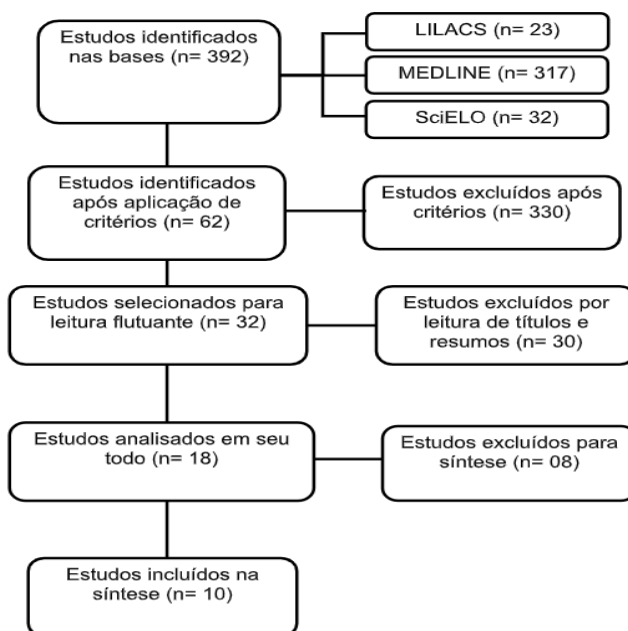 Estudos identificados
nas bases (n= 392)
LILACS (n= 23)
MEDLINE (n= 317)
SciELO (n= 32)
Estudos identificados
após aplicação de
critérios (n= 62)
Estudos excluídos após
critérios (n= 330)
Estudos selecionados para
leitura flutuante (n= 32)
Estudos excluídos por
leitura de títulos e
resumos (n= 30)
Estudos analisados em seu
todo (n= 18)
Estudos excluídos para
síntese (n= 08)
Estudos incluídos na
síntese (n= 10)